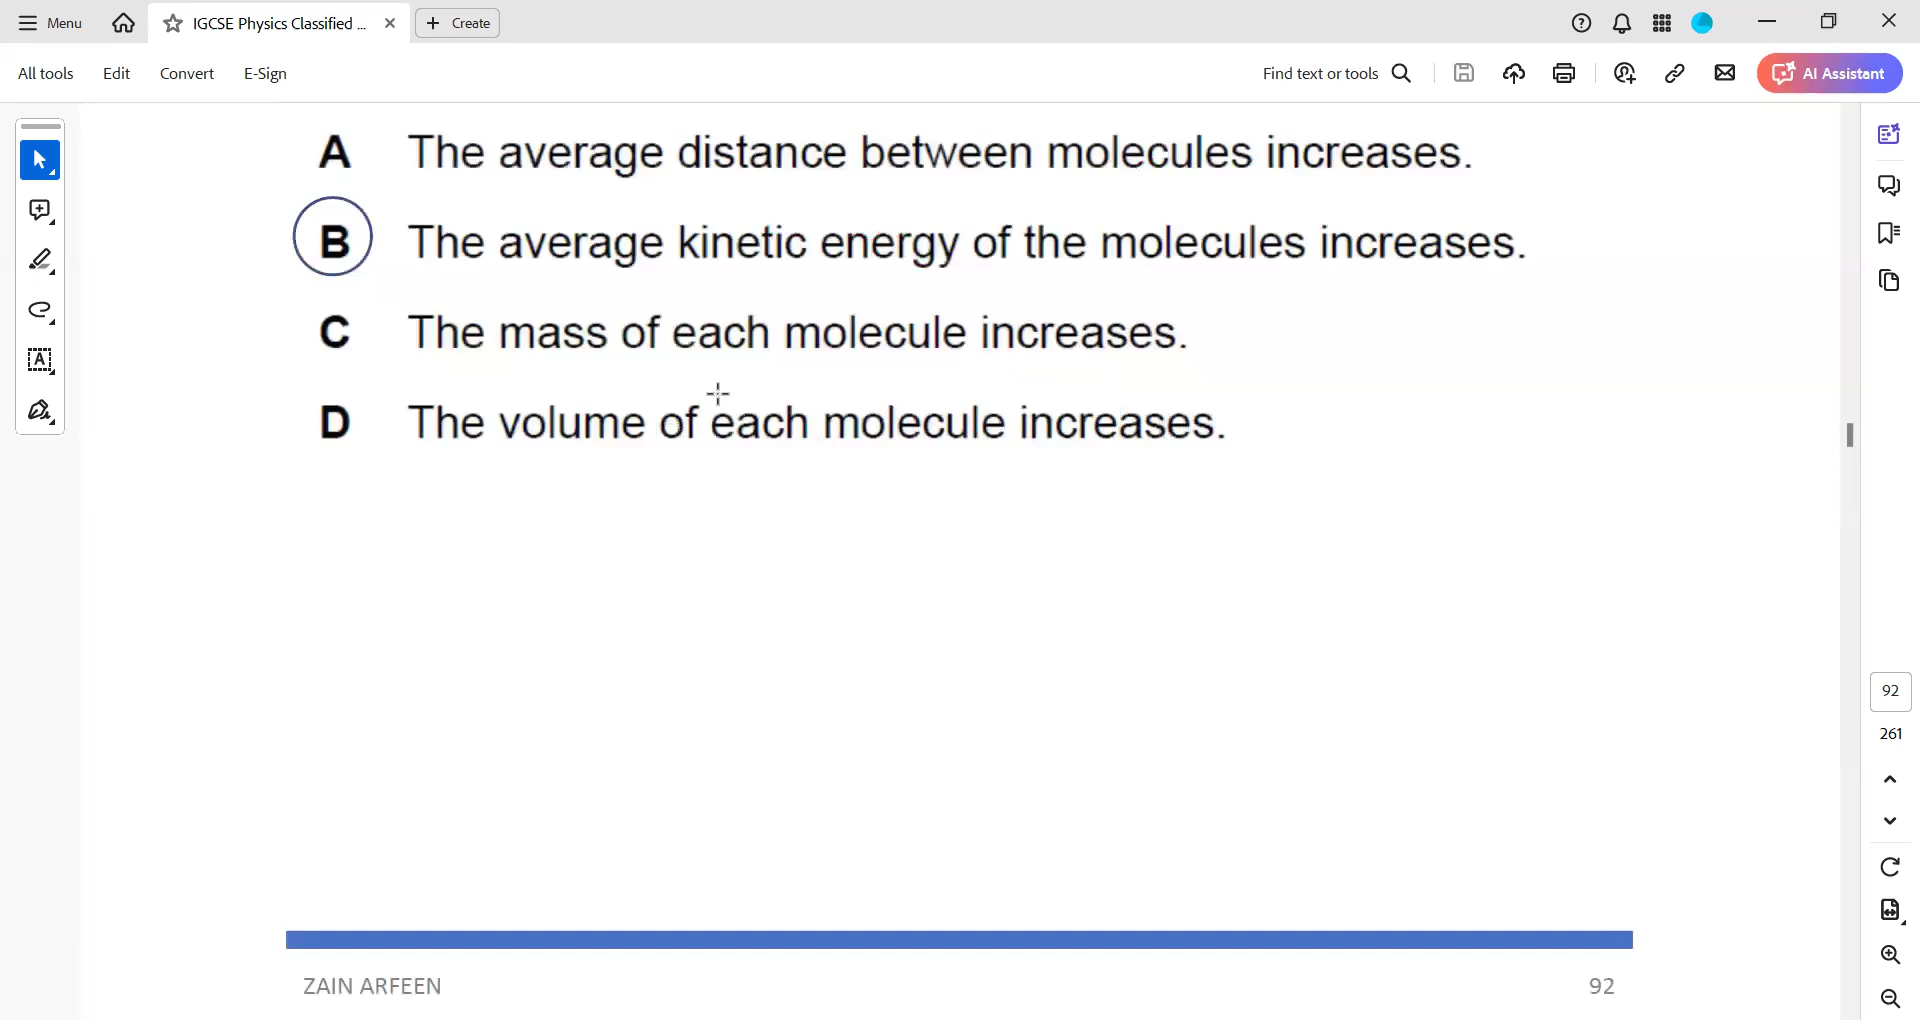 Menu
IGCSE Physics Classified ...
Create
All tools
Edit
Convert
E-Sign
Find text or tools
AI Assistant
A The average distance between molecules increases.
B The average kinetic energy of the molecules increases.
C The mass of each molecule increases.
D The volume of each molecule increases.
92
261
ZAIN ARFEEN
92